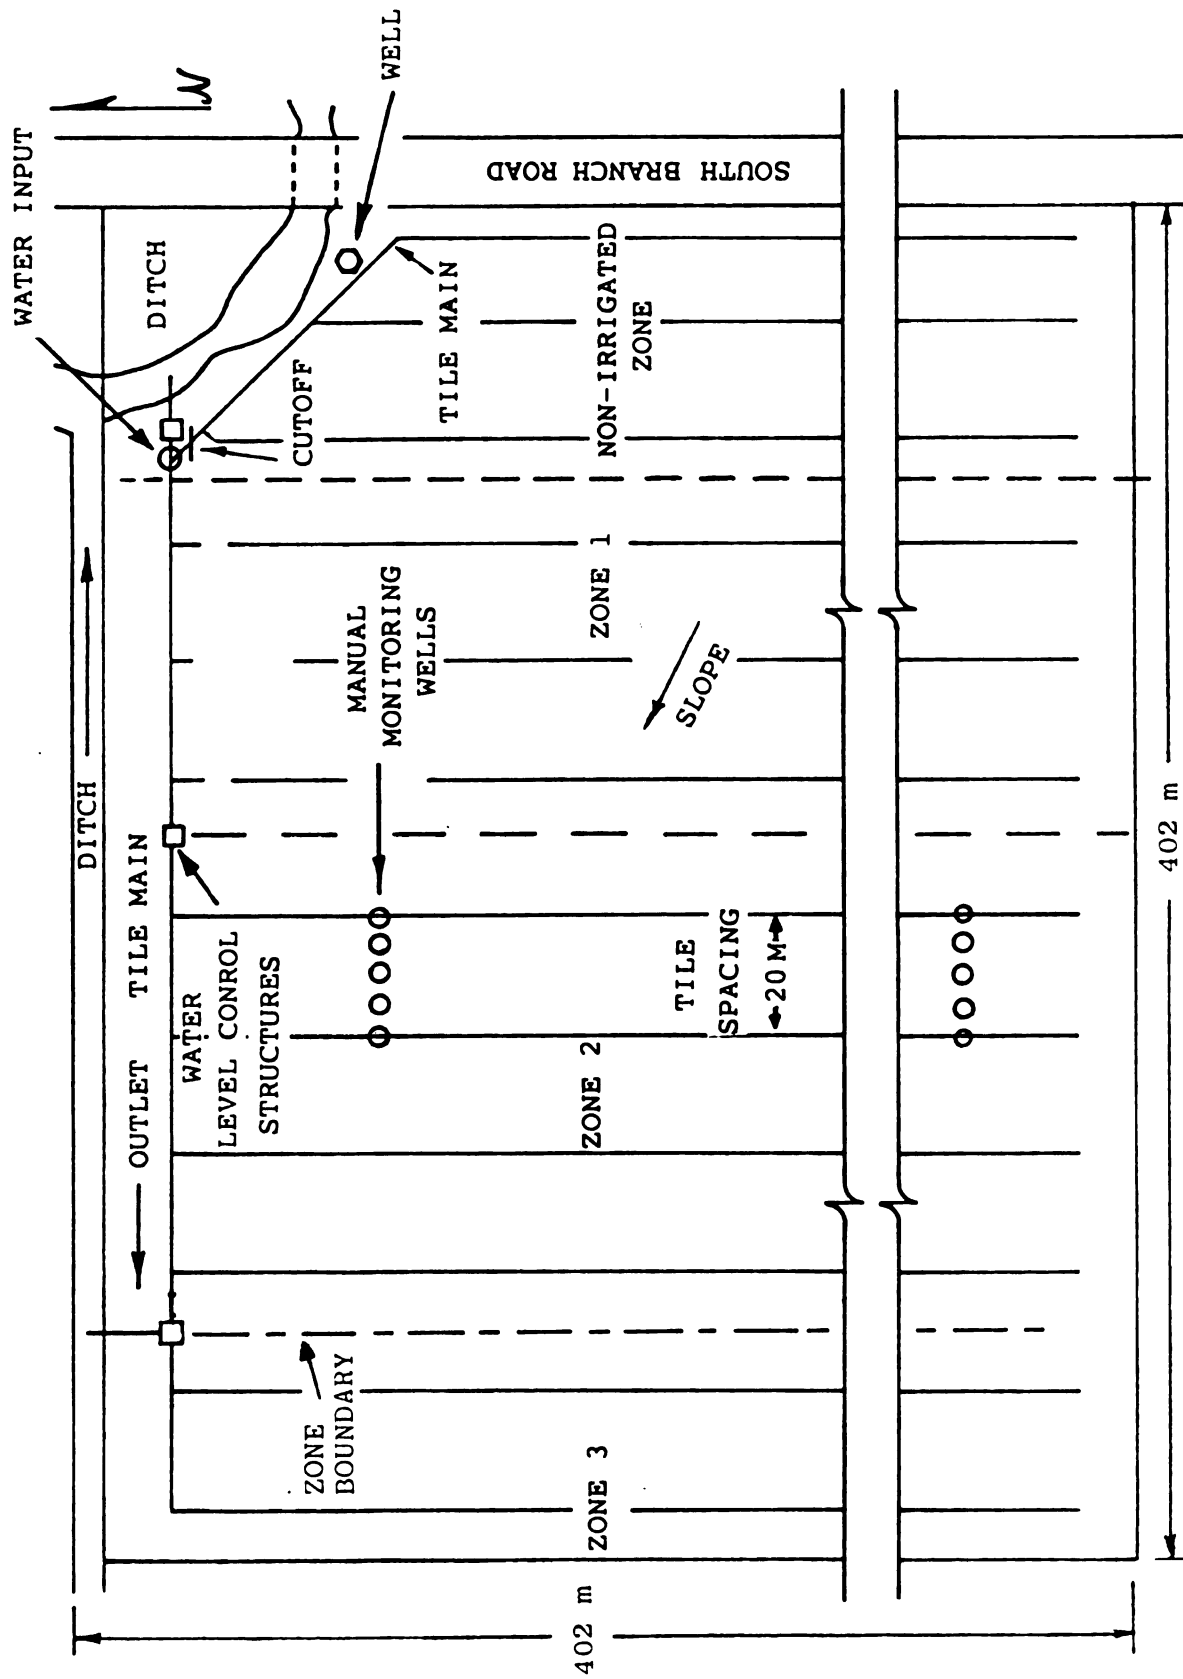 WATER INPUT
N
DITCH
WELL
SOUTH BRANCH ROAD
CUTOFF
TILE MAIN
NON-IRRIGATED
ZONE
DITCH
MANUAL
MONITORING
WELLS
ZONE 1
SLOPE
OUTLET TILE MAIN
WATER
LEVEL CONROL
STRUCTURES
TILE
SPACING
20M
ZONE 2
ZONE
BOUNDARY
ZONE 3
402 m
402 m